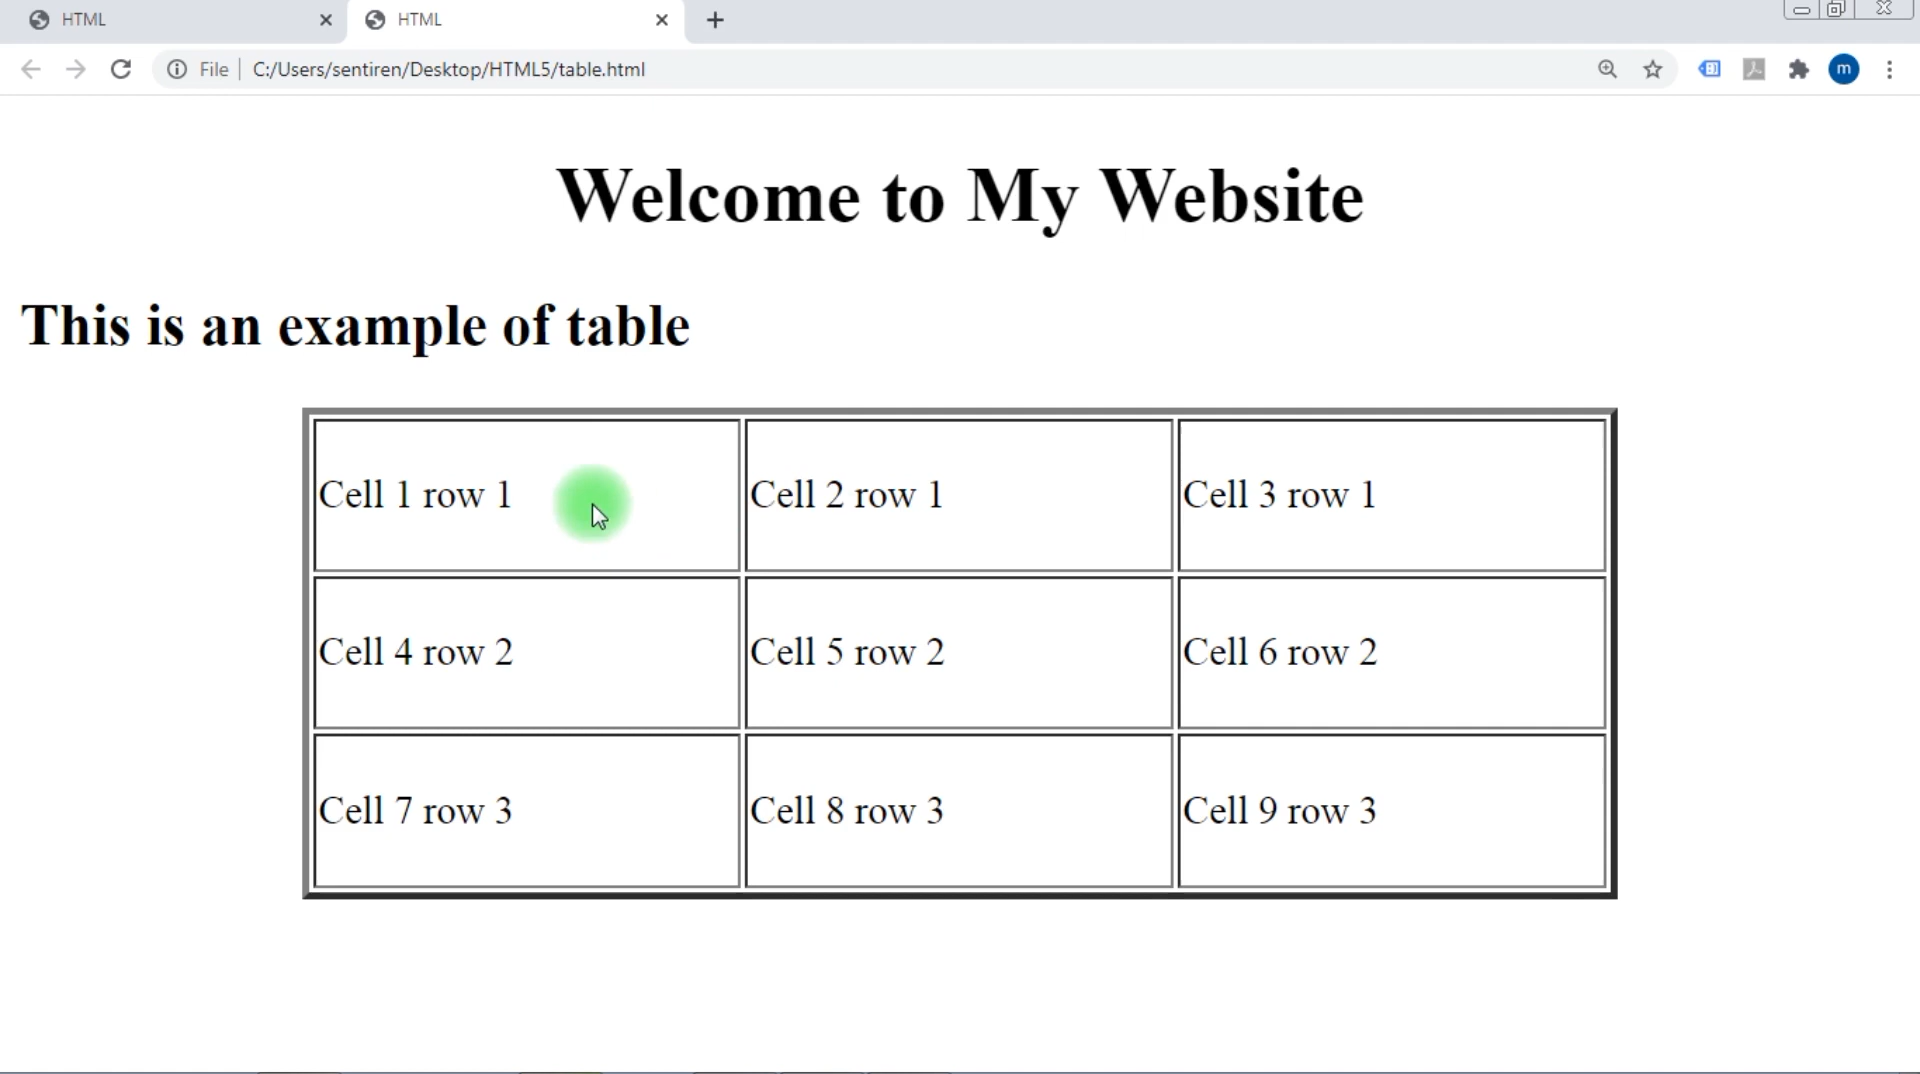 HTML
HTML
File C:/Users/sentiren/Desktop/HTML5/table.html
m
Welcome to My Website
This is an example of table
Cell 1 row 1 Cell 2 row 1 Cell 3 row 1
Cell 4 row 2 Cell 5 row 2 Cell 6 row 2
Cell 7 row 3 Cell 8 row 3 Cell 9 row 3